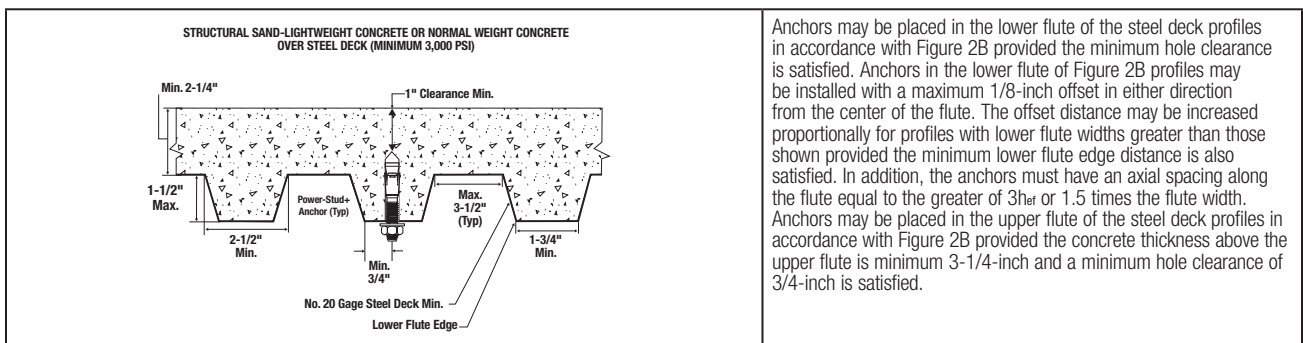 STRUCTURAL SAND-LIGHTWEIGHT CONCRETE OR NORMAL WEIGHT CONCRETE
OVER STEEL DECK (MINIMUM 3,000 PSI)
Min. 2-1/4"
1" Clearance Min.
1-1/2"
Max.
Power-Stud+
Anchor (Typ)
Max.
3-1/2"
(Typ)
2-1/2"
Min.
Min.
3/4"
1-3/4"
Min.
No. 20 Gage Steel Deck Min.
Lower Flute Edge
Anchors may be placed in the lower flute of the steel deck profiles
in accordance with Figure 2B provided the minimum hole clearance
is satisfied. Anchors in the lower flute of Figure 2B profiles may
be installed with a maximum 1/8-inch offset in either direction
from the center of the flute. The offset distance may be increased
proportionally for profiles with lower flute widths greater than those
shown provided the minimum lower flute edge distance is also
satisfied. In addition, the anchors must have an axial spacing along
the flute equal to the greater of 3hef or 1.5 times the flute width.
Anchors may be placed in the upper flute of the steel deck profiles in
accordance with Figure 2B provided the concrete thickness above the
upper flute is minimum 3-1/4-inch and a minimum hole clearance of
3/4-inch is satisfied.